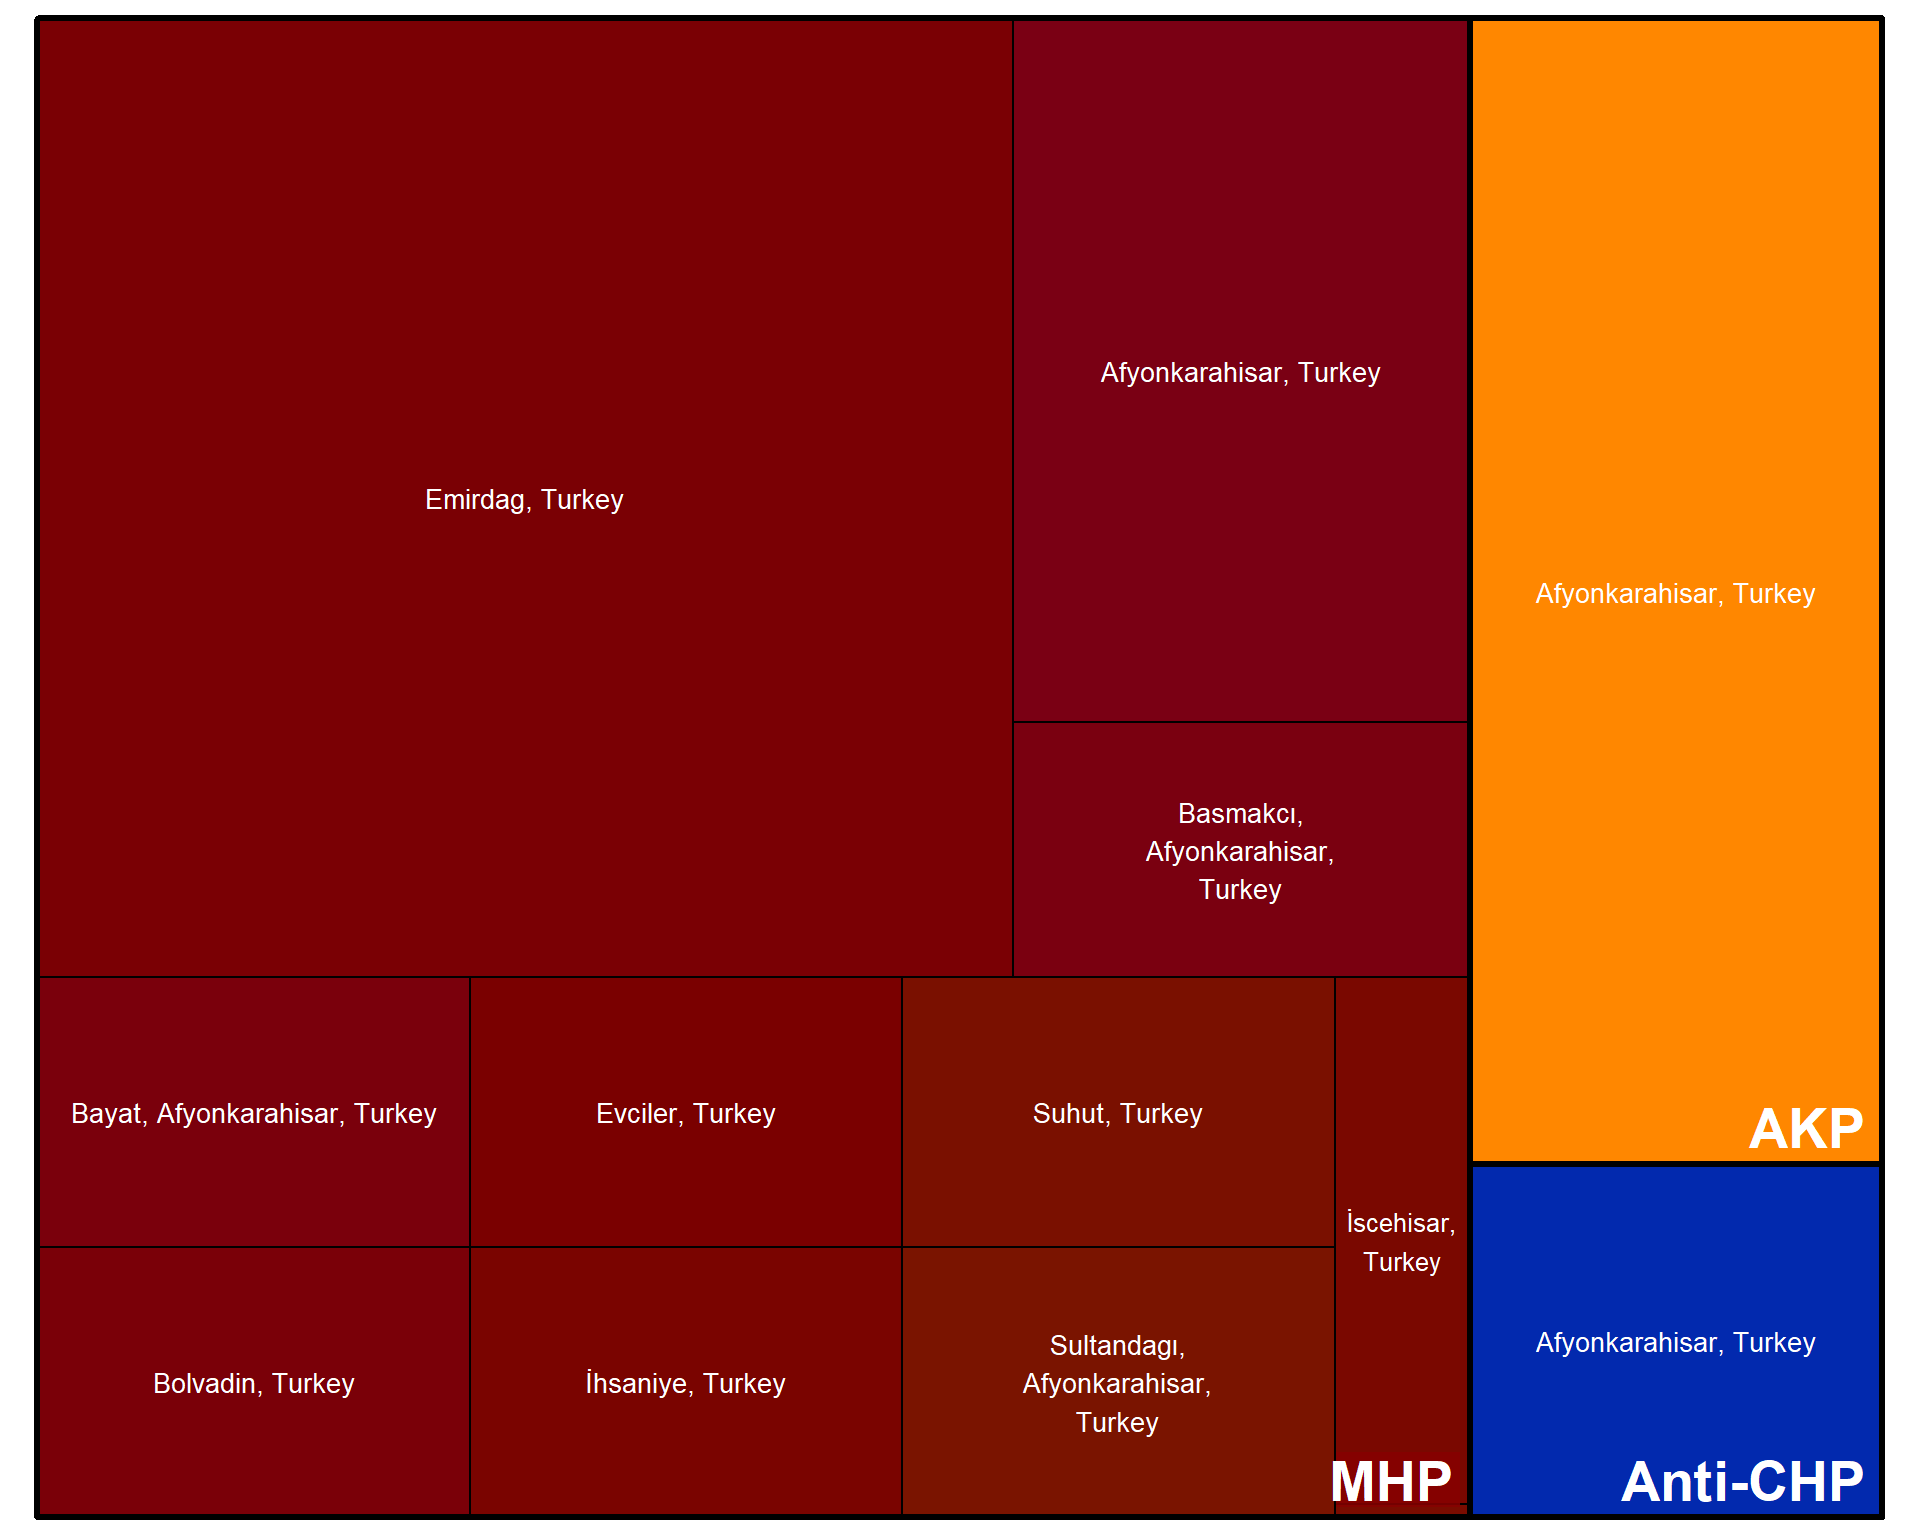 Emirdag, Turkey
Afyonkarahisar, Turkey
Basmakcı,
Afyonkarahisar,
Turkey
Bayat, Afyonkarahisar, Turkey
Evciler, Turkey
Suhut, Turkey
İscehisar,
Turkey
Bolvadin, Turkey
İhsaniye, Turkey
Sultandagı,
Afyonkarahisar,
Turkey
MHP
Afyonkarahisar, Turkey
AKP
Afyonkarahisar, Turkey
Anti-CHP